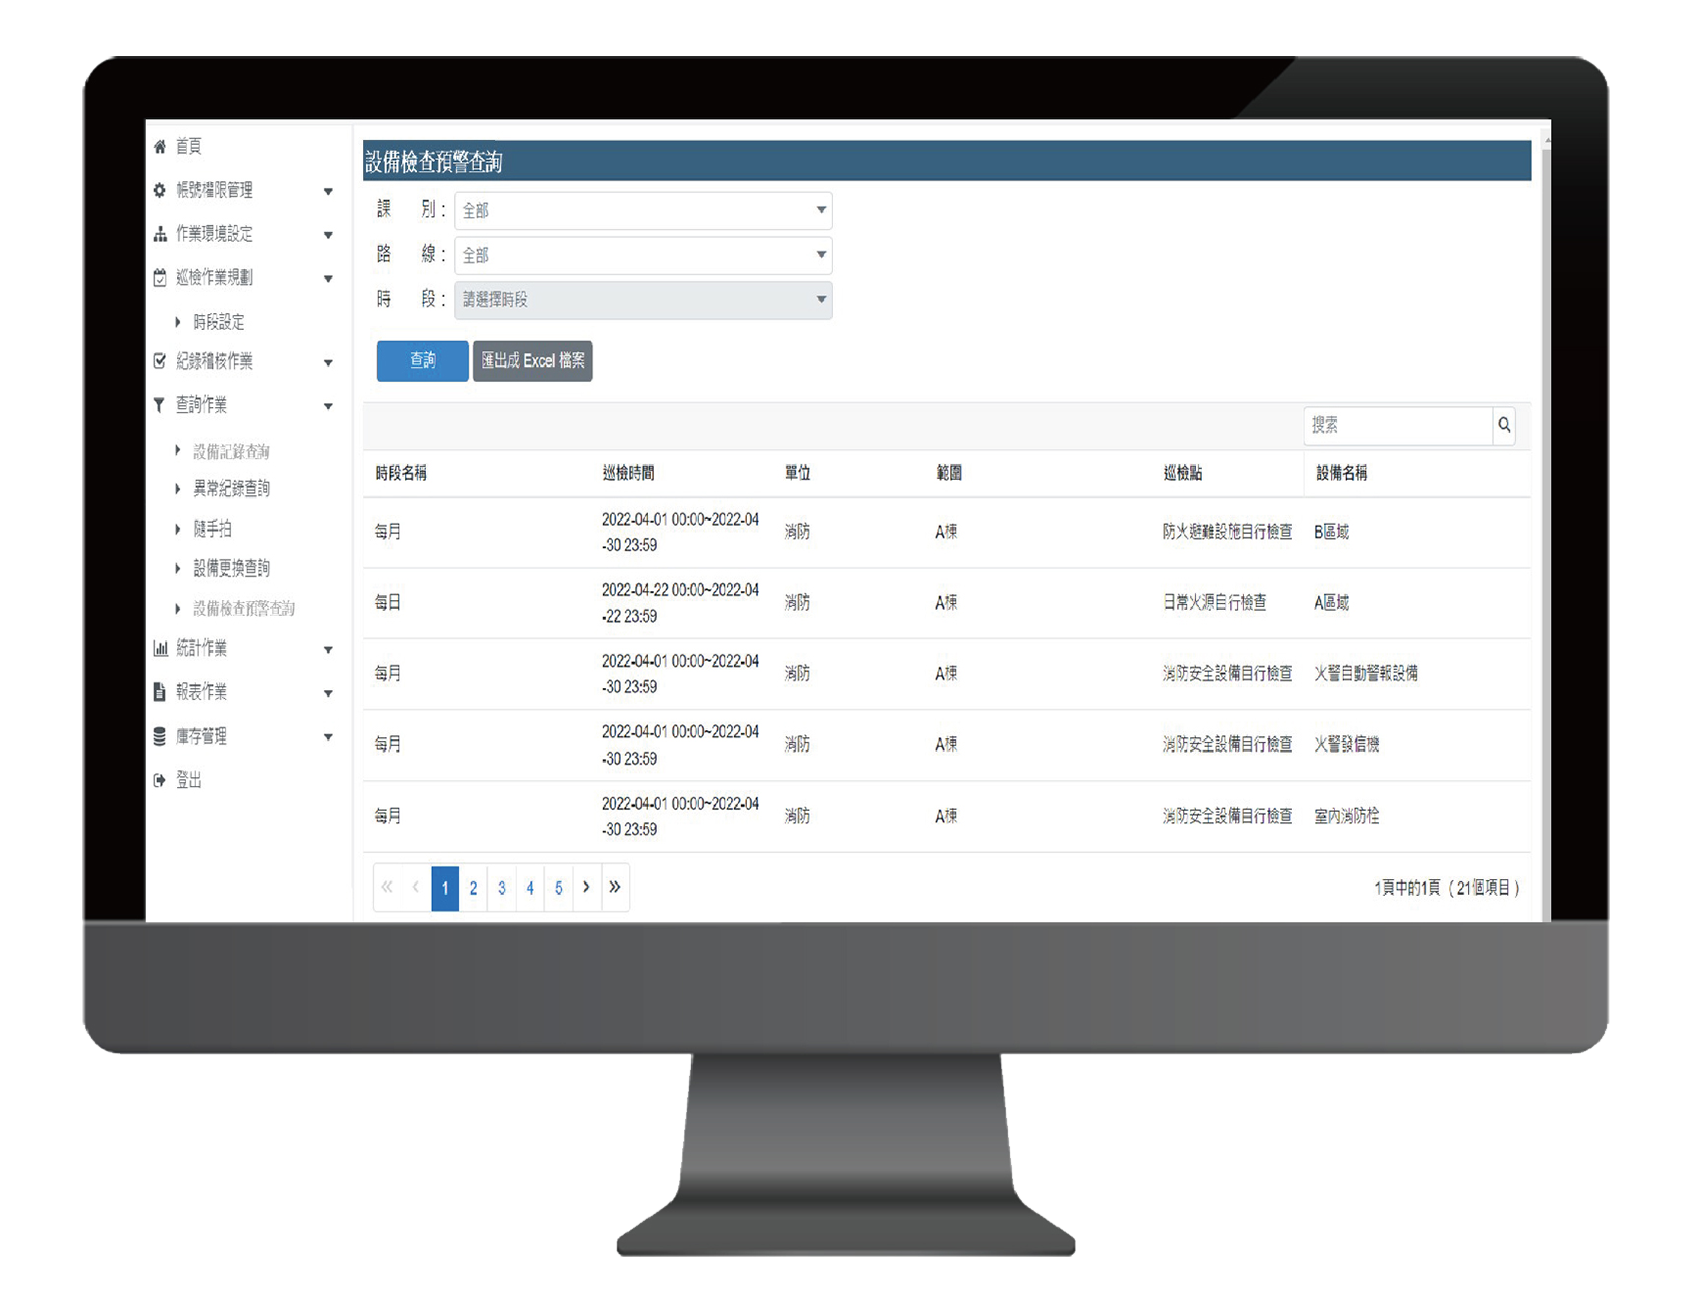 首頁
帳號權限管理
作業環境設定
巡檢作業規劃
時段設定
紀錄稽核作業
查詢作業
設備記錄查詢
異常紀錄查詢
隨手拍
設備更換查詢
設備檢查預警查詢
統計作業
報表作業
庫存管理
登出
設備檢查預警查詢
課 別： 全部
路 線： 全部
時 段： 請選擇時段
查詢 匯出成 Excel 檔案
搜索
時段名稱 巡檢時間 單位 範圍 巡檢點 設備名稱
每月 2022-04-01 00:00~2022-04-30 23:59 消防 A棟 防火避難設施自行檢查 B區域
每日 2022-04-22 00:00~2022-04-22 23:59 消防 A棟 日常火源自行檢查 A區域
每月 2022-04-01 00:00~2022-04-30 23:59 消防 A棟 消防安全設備自行檢查 火警自動警報設備
每月 2022-04-01 00:00~2022-04-30 23:59 消防 A棟 消防安全設備自行檢查 火警發信機
每月 2022-04-01 00:00~2022-04-30 23:59 消防 A棟 消防安全設備自行檢查 室內消防栓
« ‹ 1 2 3 4 5 › » 1頁中的1頁（21個項目）